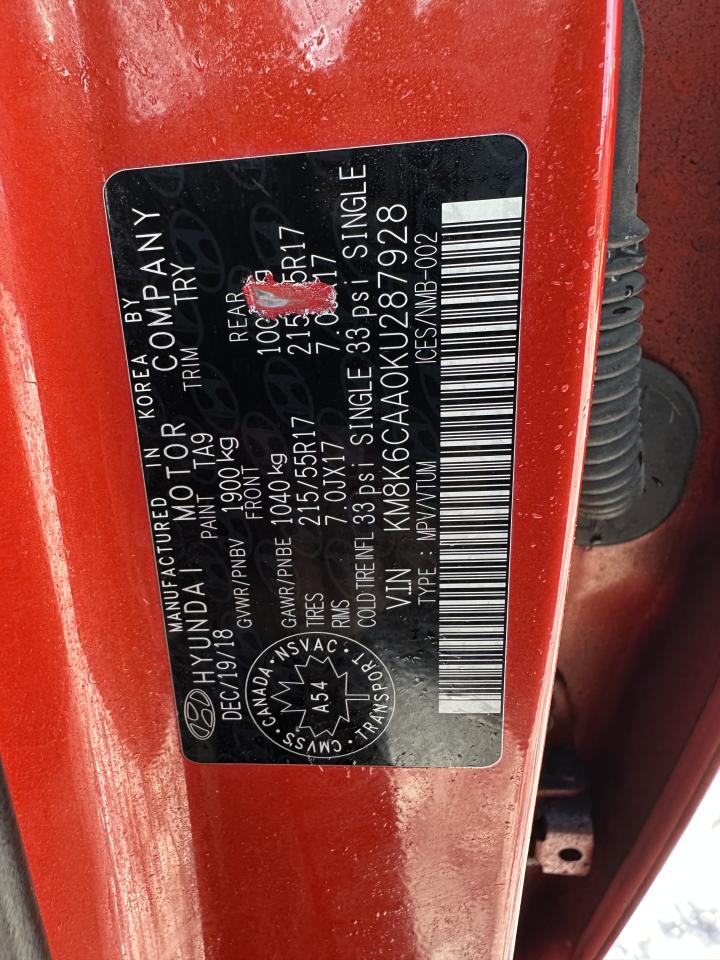 MANUFACTURED IN KOREA BY
HYUNDAI MOTOR COMPANY
DEC/19/18 PAINT TA9 TRIM TRY
GVWR/PNBV 1900 kg
FRONT REAR
GAWR/PNBE 1040 kg
TIRES 215/55R17
RIMS 7.0JX17
COLD TIRE INFL 33 psi SINGLE 33 psi SINGLE
VIN KM8K6CAA0KU287928
TYPE : MPV/VTUM ICES/NMB-002
CANADA · NSVAC · TRANSPORT · CMVSS
A54